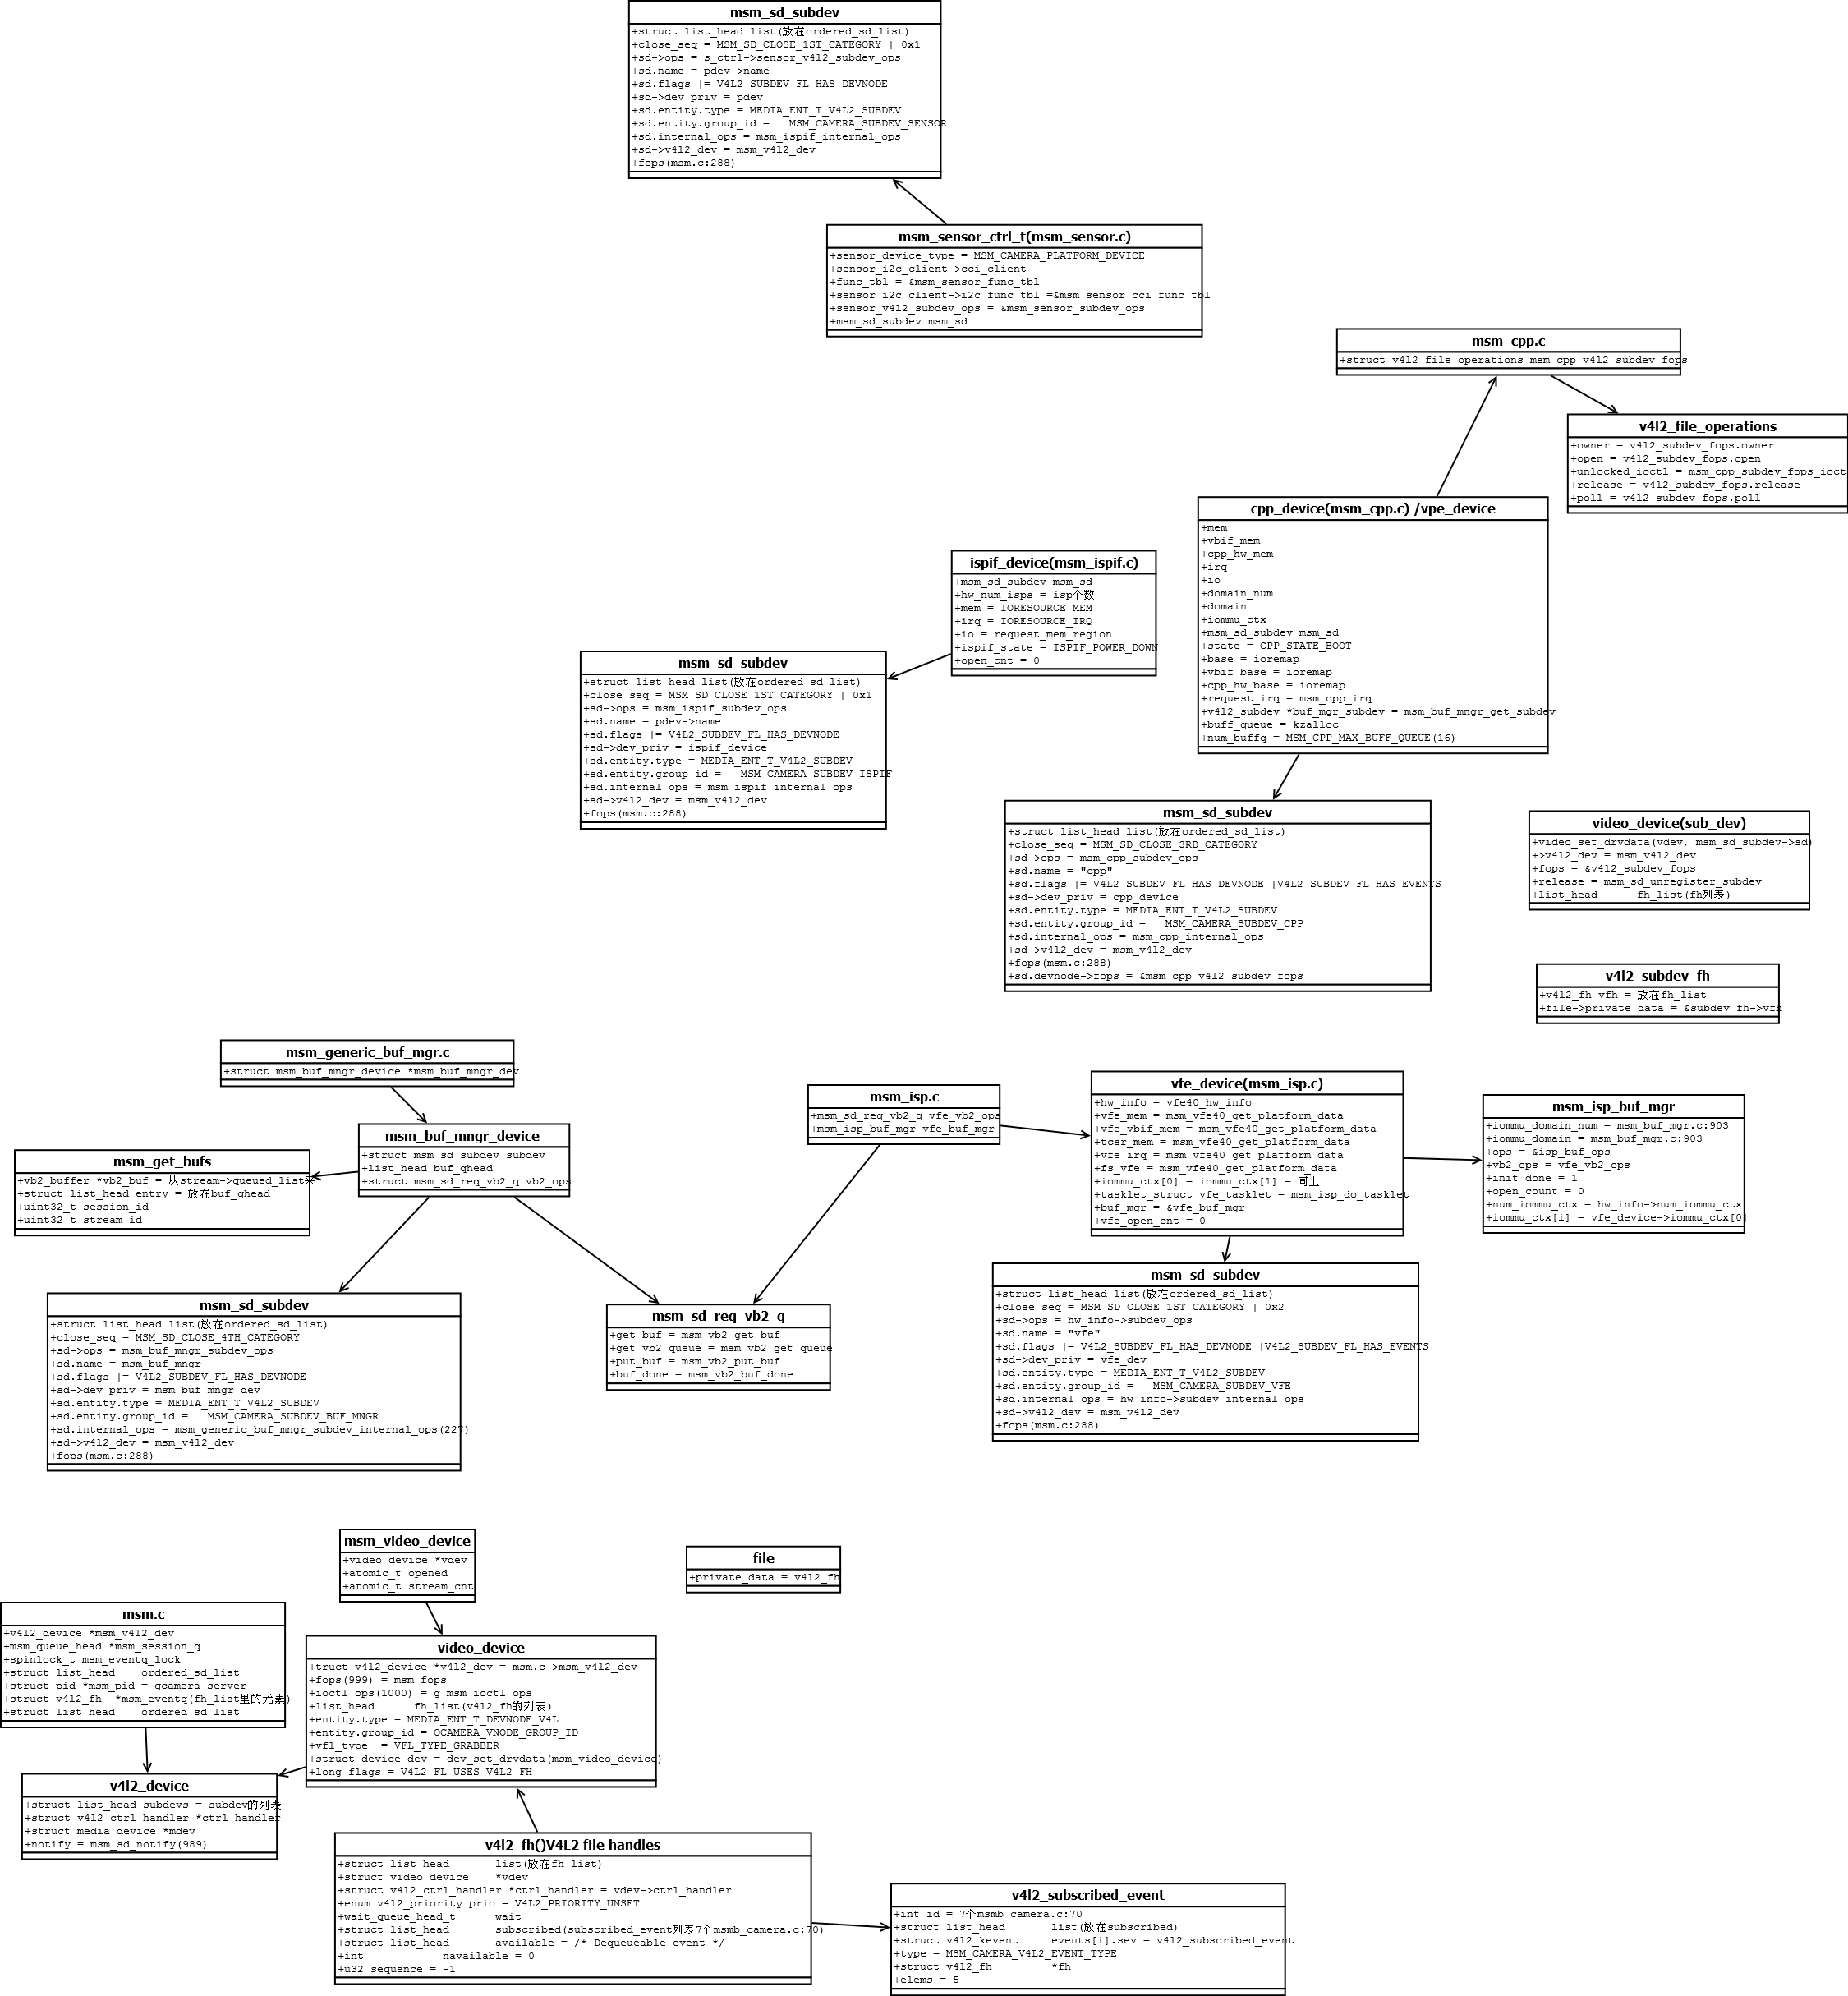 msm_sd_subdev
+struct list_head list(放在ordered_sd_list)
+close_seq = MSM_SD_CLOSE_1ST_CATEGORY | 0x1
+sd->ops = s_ctrl->sensor_v4l2_subdev_ops
+sd.name = pdev->name
+sd.flags |= V4L2_SUBDEV_FL_HAS_DEVNODE
+sd->dev_priv = pdev
+sd.entity.type = MEDIA_ENT_T_V4L2_SUBDEV
+sd.entity.group_id =   MSM_CAMERA_SUBDEV_SENSOR
+sd.internal_ops = msm_ispif_internal_ops
+sd->v4l2_dev = msm_v4l2_dev
+fops(msm.c:288)
msm_sensor_ctrl_t(msm_sensor.c)
+sensor_device_type = MSM_CAMERA_PLATFORM_DEVICE
+sensor_i2c_client->cci_client
+func_tbl = &msm_sensor_func_tbl
+sensor_i2c_client->i2c_func_tbl =&msm_sensor_cci_func_tbl
+sensor_v4l2_subdev_ops = &msm_sensor_subdev_ops
+msm_sd_subdev msm_sd
msm_cpp.c
+struct v4l2_file_operations msm_cpp_v4l2_subdev_fops
v4l2_file_operations
+owner = v4l2_subdev_fops.owner
+open = v4l2_subdev_fops.open
+unlocked_ioctl = msm_cpp_subdev_fops_ioct
+release = v4l2_subdev_fops.release
+poll = v4l2_subdev_fops.poll
cpp_device(msm_cpp.c) /vpe_device
+mem
+vbif_mem
+cpp_hw_mem
+irq
+io
+domain_num
+domain
+iommu_ctx
+msm_sd_subdev msm_sd
+state = CPP_STATE_BOOT
+base = ioremap
+vbif_base = ioremap
+cpp_hw_base = ioremap
+request_irq = msm_cpp_irq
+v4l2_subdev *buf_mgr_subdev = msm_buf_mngr_get_subdev
+buff_queue = kzalloc
+num_buffq = MSM_CPP_MAX_BUFF_QUEUE(16)
ispif_device(msm_ispif.c)
+msm_sd_subdev msm_sd
+hw_num_isps = isp个数
+mem = IORESOURCE_MEM
+irq = IORESOURCE_IRQ
+io = request_mem_region
+ispif_state = ISPIF_POWER_DOWN
+open_cnt = 0
msm_sd_subdev
+struct list_head list(放在ordered_sd_list)
+close_seq = MSM_SD_CLOSE_1ST_CATEGORY | 0x1
+sd->ops = msm_ispif_subdev_ops
+sd.name = pdev->name
+sd.flags |= V4L2_SUBDEV_FL_HAS_DEVNODE
+sd->dev_priv = ispif_device
+sd.entity.type = MEDIA_ENT_T_V4L2_SUBDEV
+sd.entity.group_id =   MSM_CAMERA_SUBDEV_ISPIF
+sd.internal_ops = msm_ispif_internal_ops
+sd->v4l2_dev = msm_v4l2_dev
+fops(msm.c:288)
msm_sd_subdev
+struct list_head list(放在ordered_sd_list)
+close_seq = MSM_SD_CLOSE_3RD_CATEGORY
+sd->ops = msm_cpp_subdev_ops
+sd.name = "cpp"
+sd.flags |= V4L2_SUBDEV_FL_HAS_DEVNODE |V4L2_SUBDEV_FL_HAS_EVENTS
+sd->dev_priv = cpp_device
+sd.entity.type = MEDIA_ENT_T_V4L2_SUBDEV
+sd.entity.group_id =   MSM_CAMERA_SUBDEV_CPP
+sd.internal_ops = msm_cpp_internal_ops
+sd->v4l2_dev = msm_v4l2_dev
+fops(msm.c:288)
+sd.devnode->fops = &msm_cpp_v4l2_subdev_fops
video_device(sub_dev)
+video_set_drvdata(vdev, msm_sd_subdev->sd)
+>v4l2_dev = msm_v4l2_dev
+fops = &v4l2_subdev_fops
+release = msm_sd_unregister_subdev
+list_head      fh_list(fh列表)
v4l2_subdev_fh
+v4l2_fh vfh = 放在fh_list
+file->private_data = &subdev_fh->vfh
msm_generic_buf_mgr.c
+struct msm_buf_mngr_device *msm_buf_mngr_dev
msm_buf_mngr_device
+struct msm_sd_subdev subdev
+list_head buf_qhead
+struct msm_sd_req_vb2_q vb2_ops
msm_get_bufs
+vb2_buffer *vb2_buf = 从stream->queued_list来
+struct list_head entry = 放在buf_qhead
+uint32_t session_id
+uint32_t stream_id
msm_isp.c
+msm_sd_req_vb2_q vfe_vb2_ops
+msm_isp_buf_mgr vfe_buf_mgr
vfe_device(msm_isp.c)
+hw_info = vfe40_hw_info
+vfe_mem = msm_vfe40_get_platform_data
+vfe_vbif_mem = msm_vfe40_get_platform_data
+tcsr_mem = msm_vfe40_get_platform_data
+vfe_irq = msm_vfe40_get_platform_data
+fs_vfe = msm_vfe40_get_platform_data
+iommu_ctx[0] = iommu_ctx[1] = 同上
+tasklet_struct vfe_tasklet = msm_isp_do_tasklet
+buf_mgr = &vfe_buf_mgr
+vfe_open_cnt = 0
msm_isp_buf_mgr
+iommu_domain_num = msm_buf_mgr.c:903
+iommu_domain = msm_buf_mgr.c:903
+ops = &isp_buf_ops
+vb2_ops = vfe_vb2_ops
+init_done = 1
+open_count = 0
+num_iommu_ctx = hw_info->num_iommu_ctx
+iommu_ctx[i] = vfe_device->iommu_ctx[0]
msm_sd_subdev
+struct list_head list(放在ordered_sd_list)
+close_seq = MSM_SD_CLOSE_4TH_CATEGORY
+sd->ops = msm_buf_mngr_subdev_ops
+sd.name = msm_buf_mngr
+sd.flags |= V4L2_SUBDEV_FL_HAS_DEVNODE
+sd->dev_priv = msm_buf_mngr_dev
+sd.entity.type = MEDIA_ENT_T_V4L2_SUBDEV
+sd.entity.group_id =   MSM_CAMERA_SUBDEV_BUF_MNGR
+sd.internal_ops = msm_generic_buf_mngr_subdev_internal_ops(227)
+sd->v4l2_dev = msm_v4l2_dev
+fops(msm.c:288)
msm_sd_req_vb2_q
+get_buf = msm_vb2_get_buf
+get_vb2_queue = msm_vb2_get_queue
+put_buf = msm_vb2_put_buf
+buf_done = msm_vb2_buf_done
msm_sd_subdev
+struct list_head list(放在ordered_sd_list)
+close_seq = MSM_SD_CLOSE_1ST_CATEGORY | 0x2
+sd->ops = hw_info->subdev_ops
+sd.name = "vfe"
+sd.flags |= V4L2_SUBDEV_FL_HAS_DEVNODE |V4L2_SUBDEV_FL_HAS_EVENTS
+sd->dev_priv = vfe_dev
+sd.entity.type = MEDIA_ENT_T_V4L2_SUBDEV
+sd.entity.group_id =   MSM_CAMERA_SUBDEV_VFE
+sd.internal_ops = hw_info->subdev_internal_ops
+sd->v4l2_dev = msm_v4l2_dev
+fops(msm.c:288)
msm_video_device
+video_device *vdev
+atomic_t opened
+atomic_t stream_cnt
file
+private_data = v4l2_fh
msm.c
+v4l2_device *msm_v4l2_dev
+msm_queue_head *msm_session_q
+spinlock_t msm_eventq_lock
+struct list_head    ordered_sd_list
+struct pid *msm_pid = qcamera-server
+struct v4l2_fh  *msm_eventq(fh_list里的元素)
+struct list_head    ordered_sd_list
video_device
+truct v4l2_device *v4l2_dev = msm.c->msm_v4l2_dev
+fops(999) = msm_fops
+ioctl_ops(1000) = g_msm_ioctl_ops
+list_head      fh_list(v4l2_fh的列表)
+entity.type = MEDIA_ENT_T_DEVNODE_V4L
+entity.group_id = QCAMERA_VNODE_GROUP_ID
+vfl_type  = VFL_TYPE_GRABBER
+struct device dev = dev_set_drvdata(msm_video_device)
+long flags = V4L2_FL_USES_V4L2_FH
v4l2_device
+struct list_head subdevs = subdev的列表
+struct v4l2_ctrl_handler *ctrl_handler
+struct media_device *mdev
+notify = msm_sd_notify(989)
v4l2_fh()V4L2 file handles
+struct list_head       list(放在fh_list)
+struct video_device    *vdev
+struct v4l2_ctrl_handler *ctrl_handler = vdev->ctrl_handler
+enum v4l2_priority prio = V4L2_PRIORITY_UNSET
+wait_queue_head_t      wait
+struct list_head       subscribed(subscribed_event列表7个msmb_camera.c:70)
+struct list_head       available = /* Dequeueable event */
+int            navailable = 0
+u32 sequence = -1
v4l2_subscribed_event
+int id = 7个msmb_camera.c:70
+struct list_head       list(放在subscribed)
+struct v4l2_kevent     events[i].sev = v4l2_subscribed_event
+type = MSM_CAMERA_V4L2_EVENT_TYPE
+struct v4l2_fh         *fh
+elems = 5